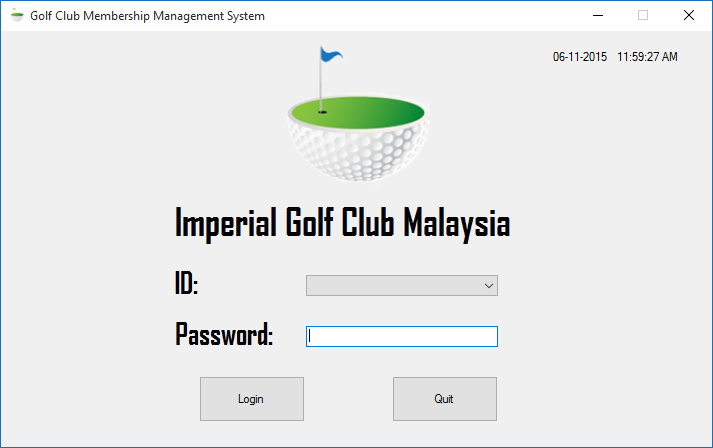 Golf Club Membership Management System
06-11-2015 11:59:27 AM
Imperial Golf Club Malaysia
ID:
Password:
Login
Quit